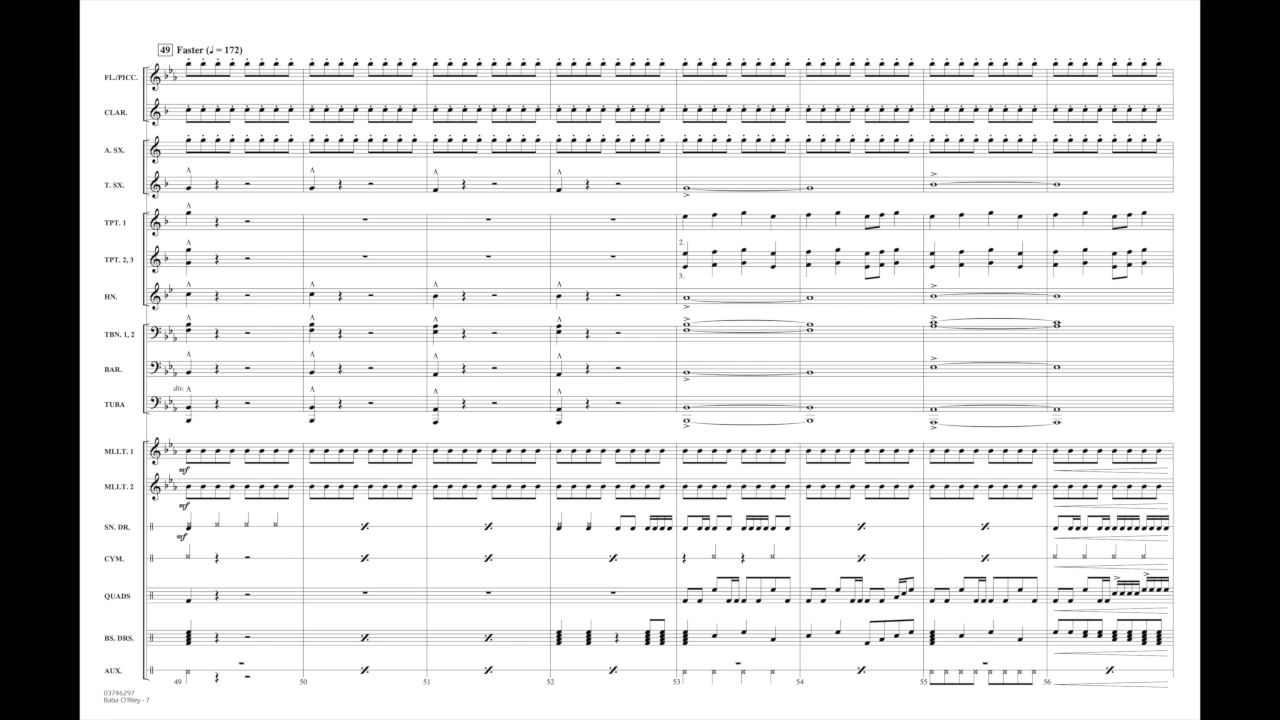 49 Faster (♩ = 172)
FL./PICC.
CLAR.
A. SX.
T. SX.
TPT. 1
2.
TPT. 2, 3
3.
HN.
TBN. 1, 2
BAR.
div.
TUBA
MLLT. 1
mf
MLLT. 2
mf
SN. DR.
mf
CYM.
QUADS
BS. DRS.
AUX.
49 50 51 52 53 54 55 56
03746297
Baba O'Riley - 7